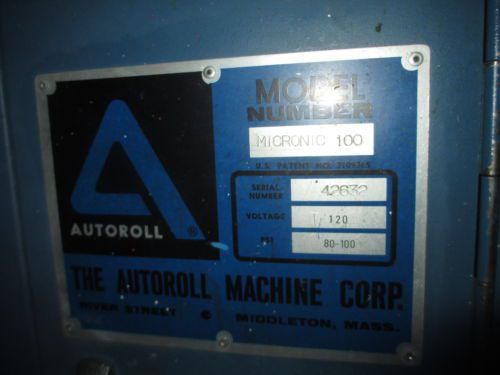 MODEL
NUMBER
MICRONIC 100
U.S. PATENT NO.
SERIAL
NUMBER 42632
VOLTAGE 120
PSI 80-100
AUTOROLL ®
THE AUTOROLL MACHINE CORP.
RIVER STREET MIDDLETON, MASS.